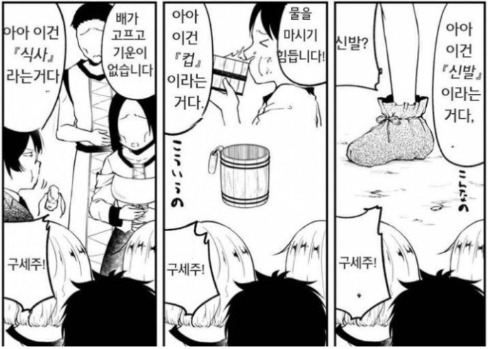 아아
이건
『신발』
이라는
거다,
신발?
구세주!
물을
마시기
힘듭니다!
아아
이건
『컵』
이라는
거다,
구세주!
배가
고프고
기운이
없습니다
아아 이건
『식사』
라는거다.
구세주!